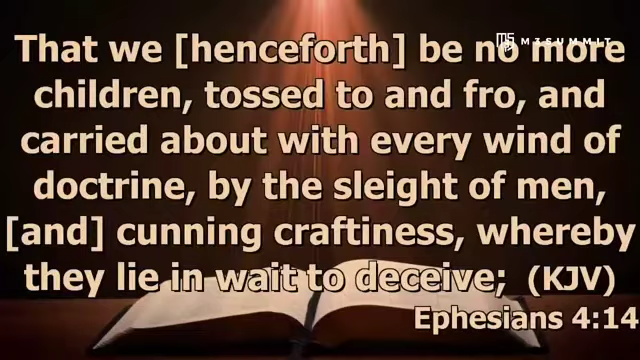 That we [henceforth] be no more
M3SUMMIT
children, tossed to and fro, and
carried about with every wind of
doctrine, by the sleight of men,
[and] cunning craftiness, whereby
they lie in wait to deceive; (KJV)
Ephesians 4:14